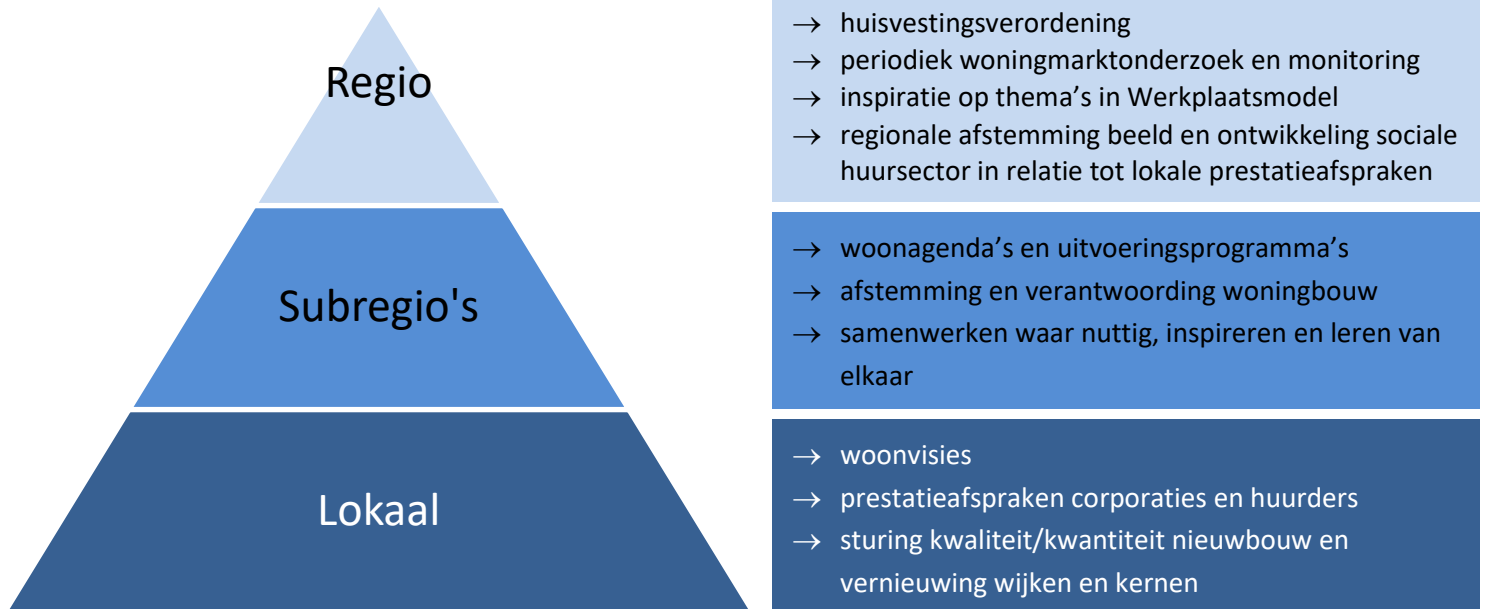 Regio
→ huisvestingsverordening
→ periodiek woningmarktonderzoek en monitoring
→ inspiratie op thema’s in Werkplaatsmodel
→ regionale afstemming beeld en ontwikkeling sociale
huursector in relatie tot lokale prestatieafspraken
Subregio's
→ woonagenda’s en uitvoeringsprogramma’s
→ afstemming en verantwoording woningbouw
→ samenwerken waar nuttig, inspireren en leren van
elkaar
Lokaal
→ woonvisies
→ prestatieafspraken corporaties en huurders
→ sturing kwaliteit/kwantiteit nieuwbouw en
vernieuwing wijken en kernen